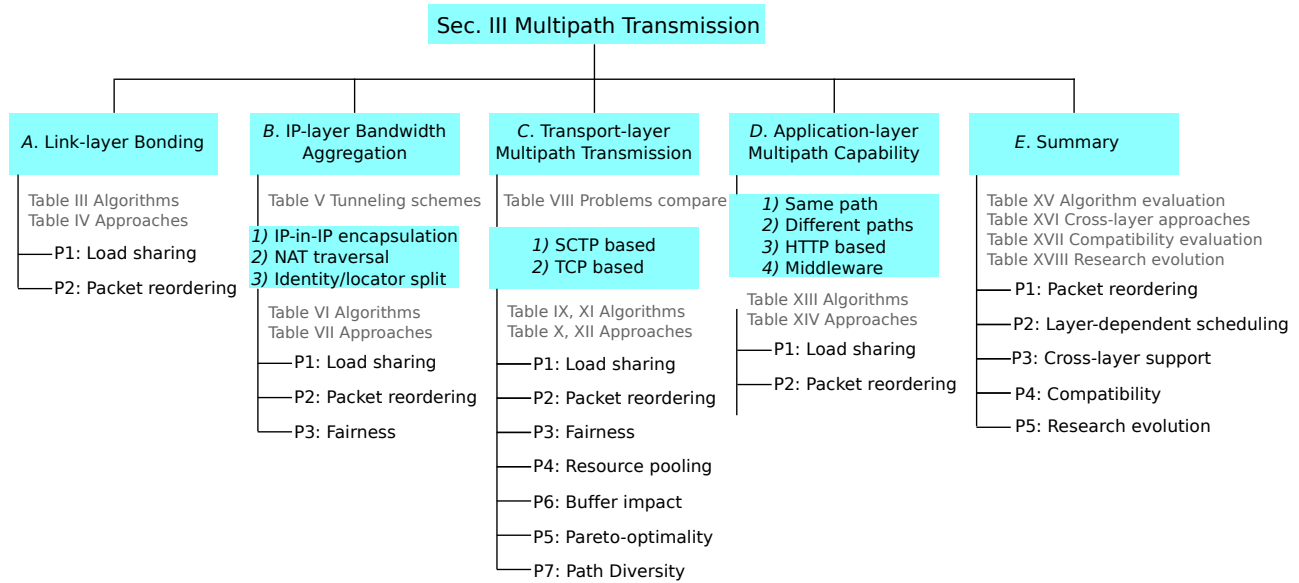 Sec. III Multipath Transmission
A. Link-layer Bonding
Table III Algorithms
Table IV Approaches
P1: Load sharing
P2: Packet reordering
B. IP-layer Bandwidth
Aggregation
Table V Tunneling schemes
1) IP-in-IP encapsulation
2) NAT traversal
3) Identity/locator split
Table VI Algorithms
Table VII Approaches
P1: Load sharing
P2: Packet reordering
P3: Fairness
C. Transport-layer
Multipath Transmission
Table VIII Problems compare
1) SCTP based
2) TCP based
Table IX, XI Algorithms
Table X, XII Approaches
P1: Load sharing
P2: Packet reordering
P3: Fairness
P4: Resource pooling
P6: Buffer impact
P5: Pareto-optimality
P7: Path Diversity
D. Application-layer
Multipath Capability
1) Same path
2) Different paths
3) HTTP based
4) Middleware
Table XIII Algorithms
Table XIV Approaches
P1: Load sharing
P2: Packet reordering
E. Summary
Table XV Algorithm evaluation
Table XVI Cross-layer approaches
Table XVII Compatibility evaluation
Table XVIII Research evolution
P1: Packet reordering
P2: Layer-dependent scheduling
P3: Cross-layer support
P4: Compatibility
P5: Research evolution